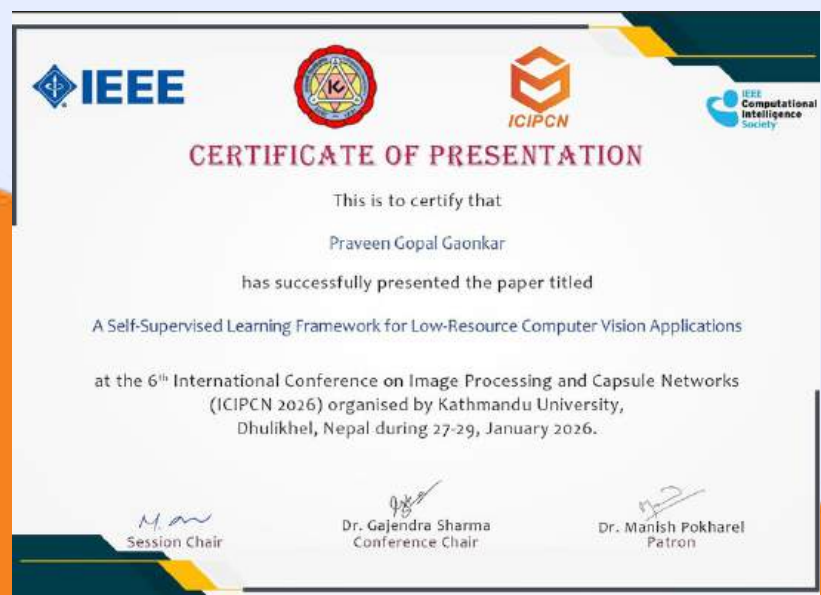 IEEE
ICIPCN
IEEE
Computational
Intelligence
Society
CERTIFICATE OF PRESENTATION
This is to certify that
Praveen Gopal Gaonkar
has successfully presented the paper titled
A Self-Supervised Learning Framework for Low-Resource Computer Vision Applications
at the 6th International Conference on Image Processing and Capsule Networks
(ICIPCN 2026) organised by Kathmandu University,
Dhulikhel, Nepal during 27-29, January 2026.
Session Chair
Dr. Gajendra Sharma
Conference Chair
Dr. Manish Pokharel
Patron